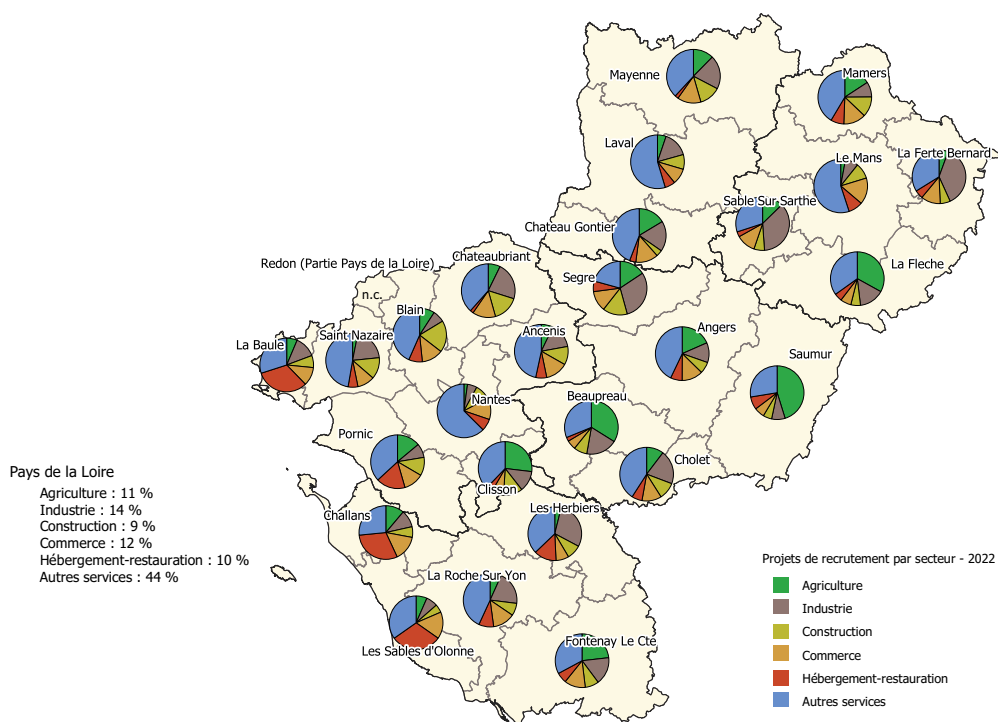 Mayenne
Mamers
Laval
Le Mans
La Ferte Bernard
Sable Sur Sarthe
Chateau Gontier
Chateaubriant
Redon (Partie Pays de la Loire)
n.c.
Segre
La Fleche
Blain
Saint Nazaire
Ancenis
Angers
La Baule
Saumur
Nantes
Beaupreau
Pornic
Cholet
Clisson
Challans
Les Herbiers
La Roche Sur Yon
Les Sables d'Olonne
Fontenay Le Cte
Pays de la Loire
Agriculture : 11 %
Industrie : 14 %
Construction : 9 %
Commerce : 12 %
Hébergement-restauration : 10 %
Autres services : 44 %
Projets de recrutement par secteur - 2022
Agriculture
Industrie
Construction
Commerce
Hébergement-restauration
Autres services